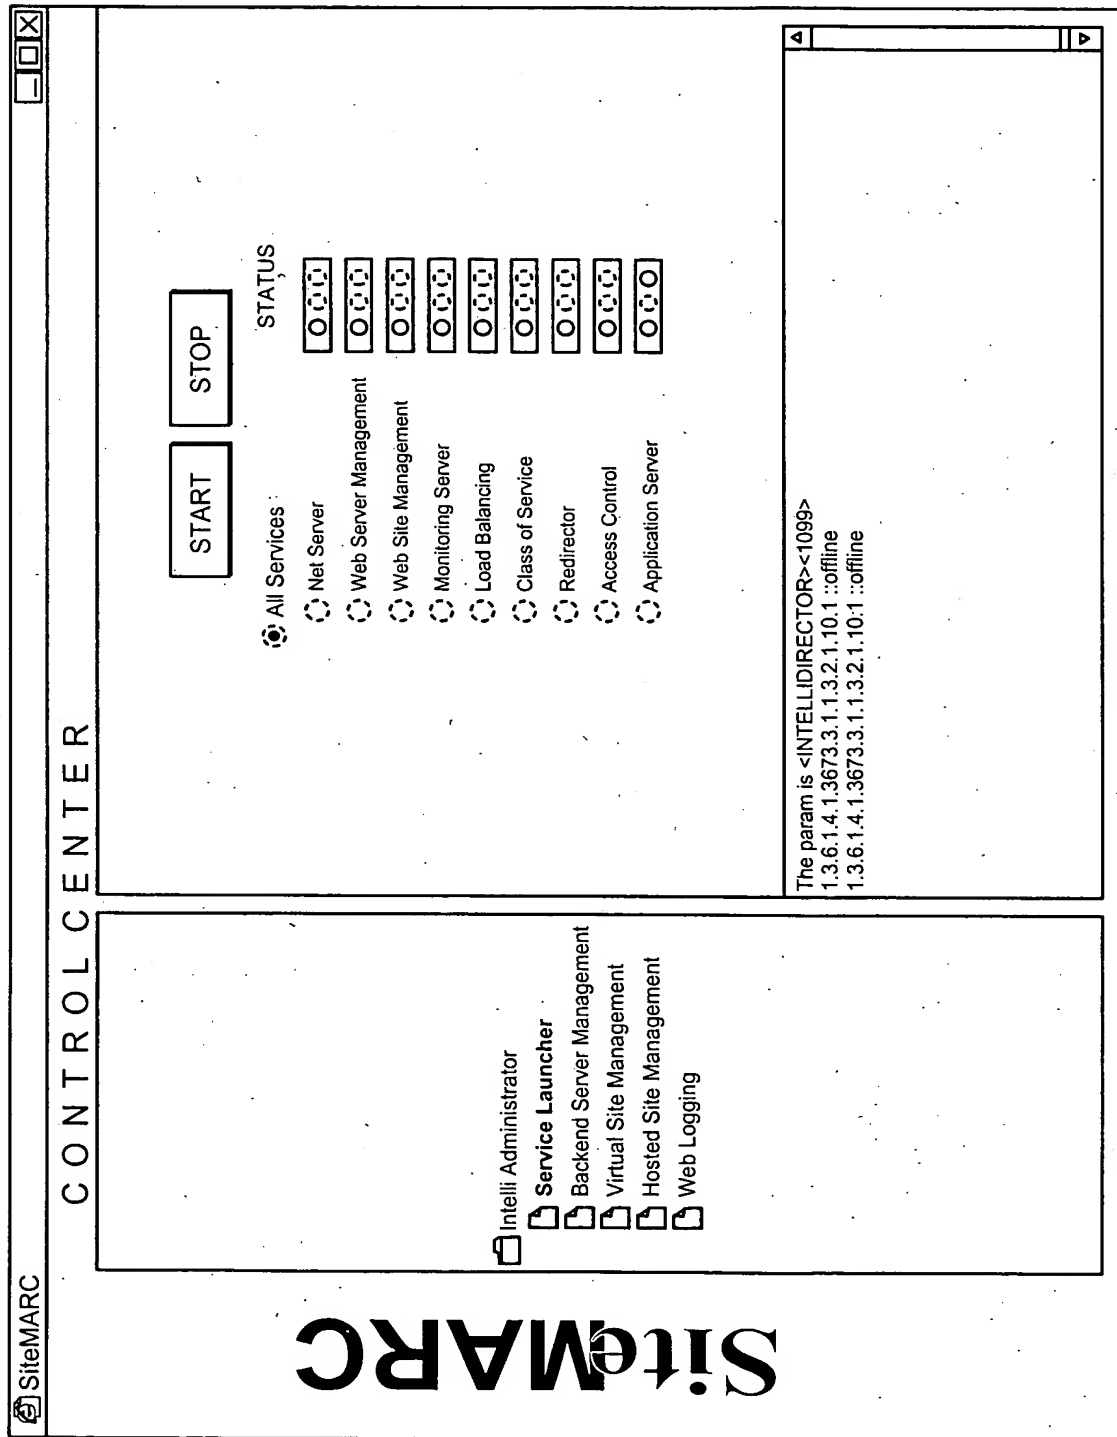 SiteMARC
CONTROL CENTER
SiteMARC
Intelli Administrator
Service Launcher
Backend Server Management
Virtual Site Management
Hosted Site Management
Web Logging
START STOP
All Services STATUS
Net Server
Web Server Management
Web Site Management
Monitoring Server
Load Balancing
Class of Service
Redirector
Access Control
Application Server
The param is <INTELLIDIRECTOR><1099>
1.3.6.1.4.1.3673.3.1.1.3.2.1.10.1 ::offline
1.3.6.1.4.1.3673.3.1.1.3.2.1.10.1 ::offline